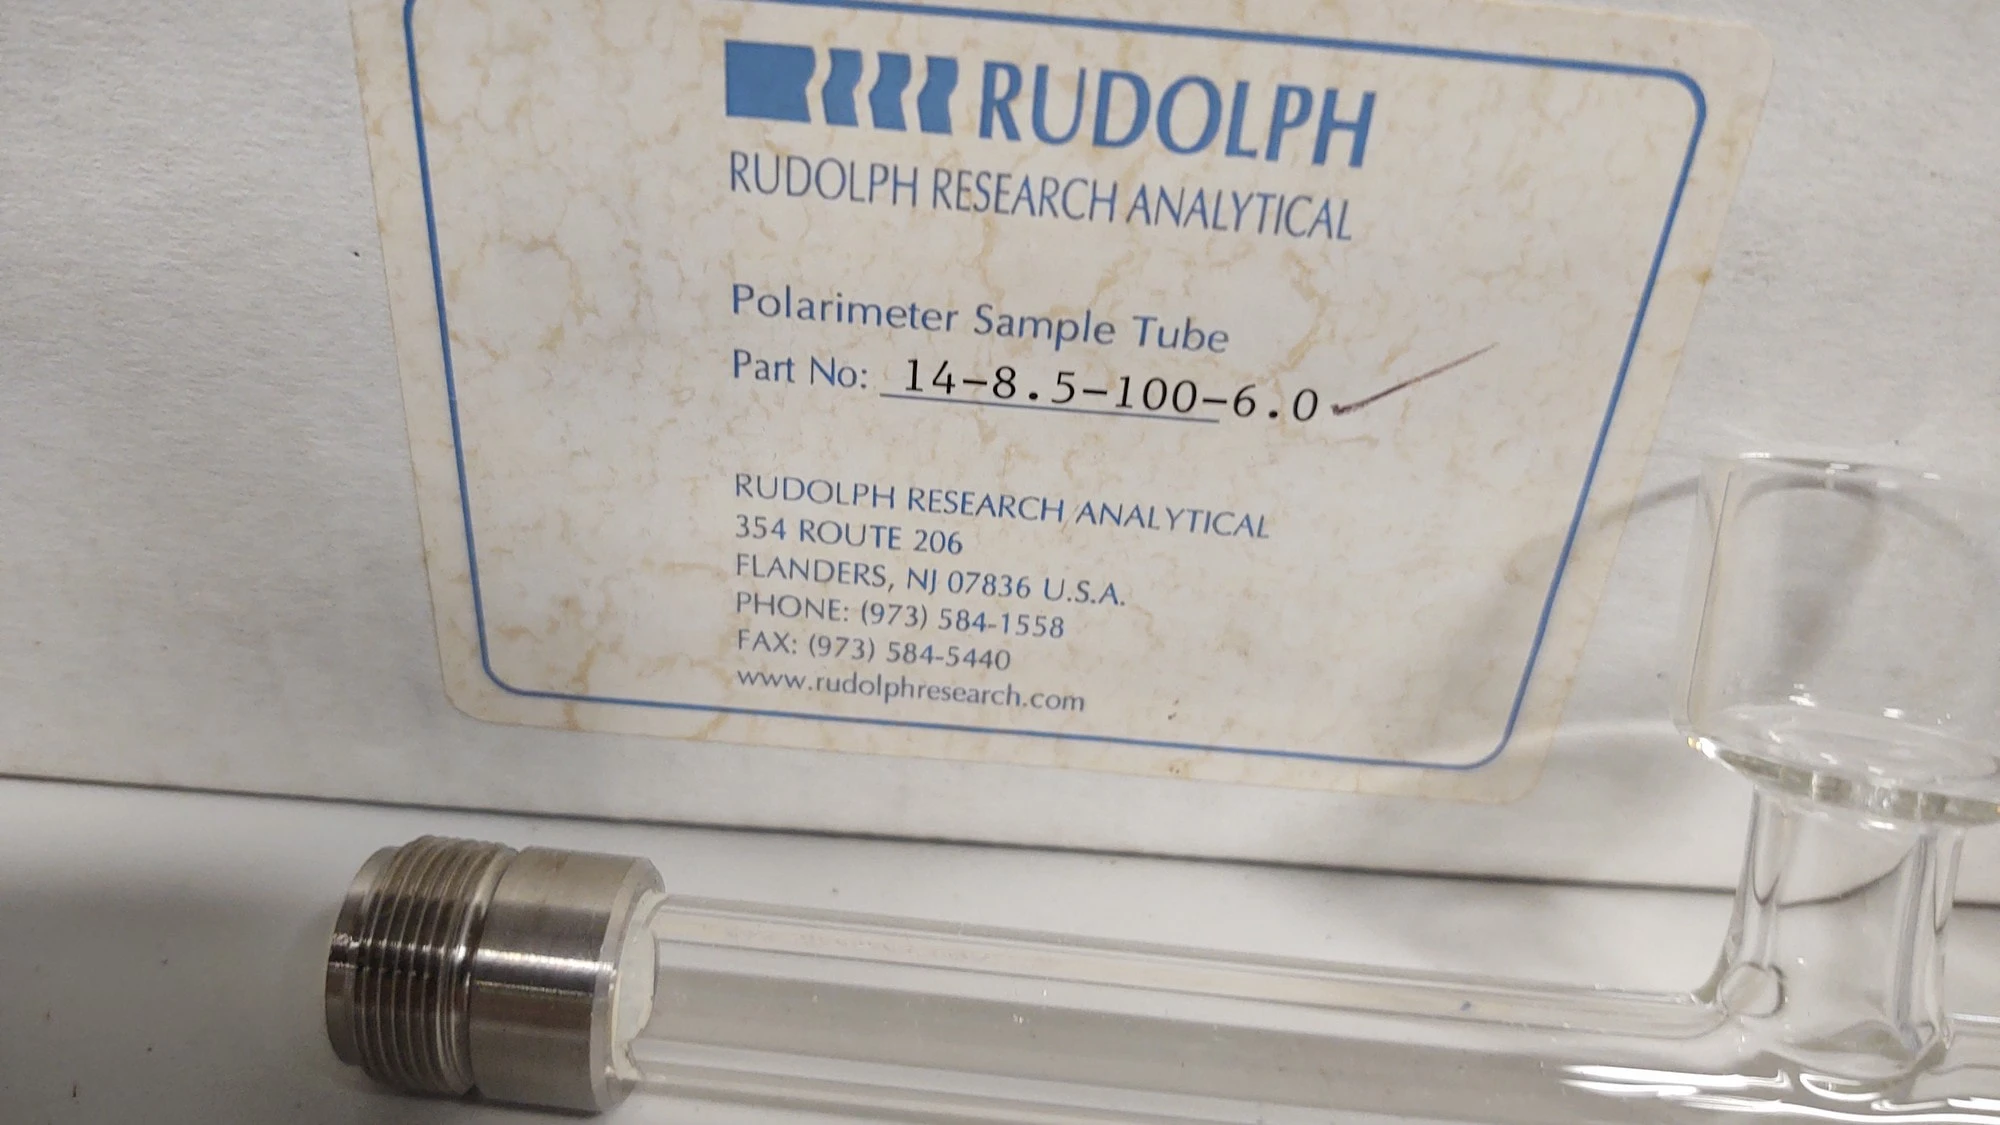 RUDOLPH
RUDOLPH RESEARCH ANALYTICAL
Polarimeter Sample Tube
Part No: 14-8.5-100-6.0
RUDOLPH RESEARCH ANALYTICAL
354 ROUTE 206
FLANDERS, NJ 07836 U.S.A.
PHONE: (973) 584-1558
FAX: (973) 584-5440
www.rudolphresearch.com